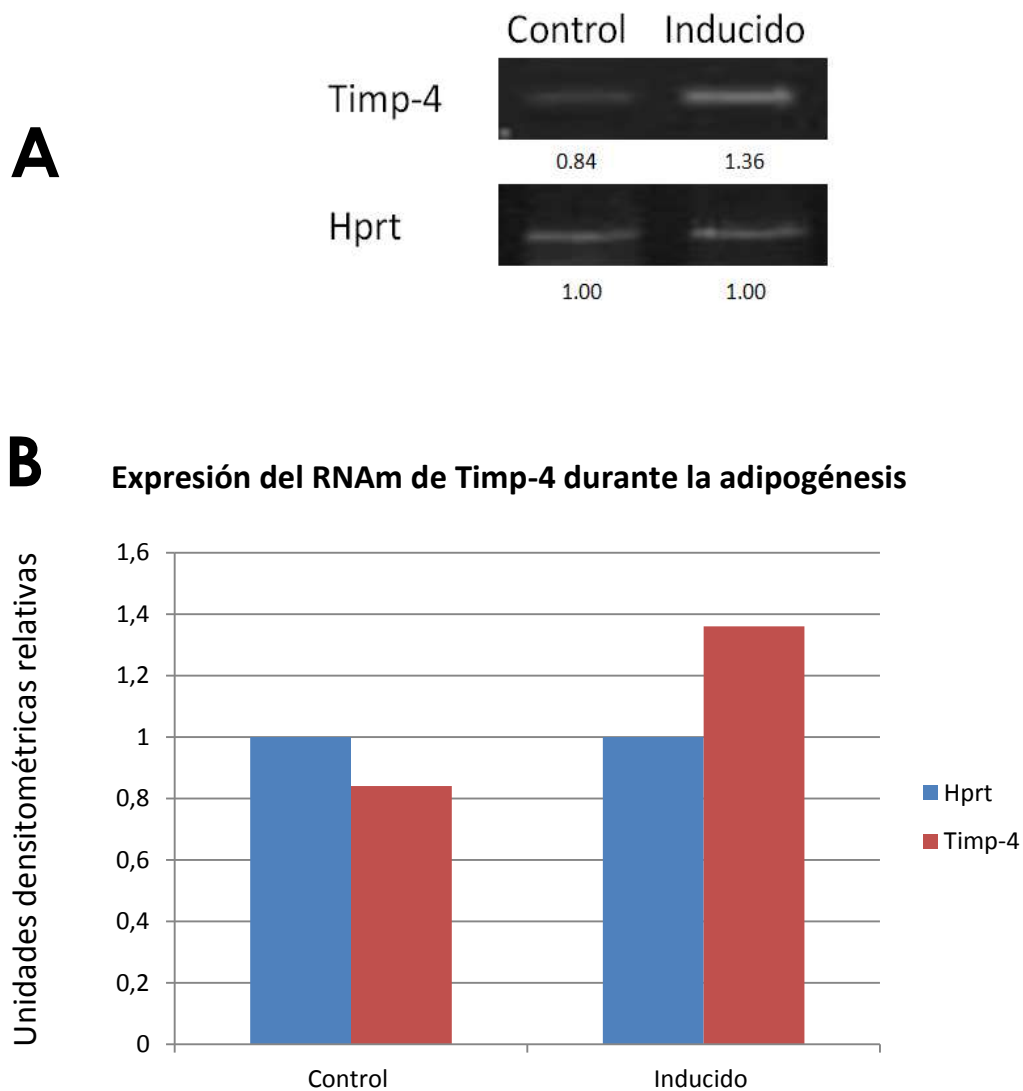 Control Inducido
Timp-4
A
0.84 1.36
Hprt
1.00 1.00
B
Expresión del RNAm de Timp-4 durante la adipogénesis
Unidades densitométricas relativas
1,6
1,4
1,2
1
0,8
0,6
0,4
0,2
0
Control Inducido
Hprt
Timp-4